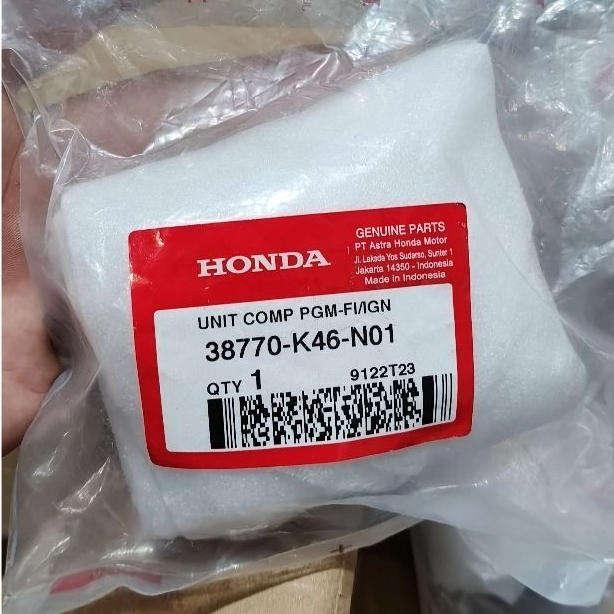 HONDA
GENUINE PARTS
PT Astra Honda Motor
Jl. Laksda Yos Sudarso, Sunter 1
Jakarta 14350 - Indonesia
Made in Indonesia
UNIT COMP PGM-FI/IGN
38770-K46-N01
QTY 1
9122T23